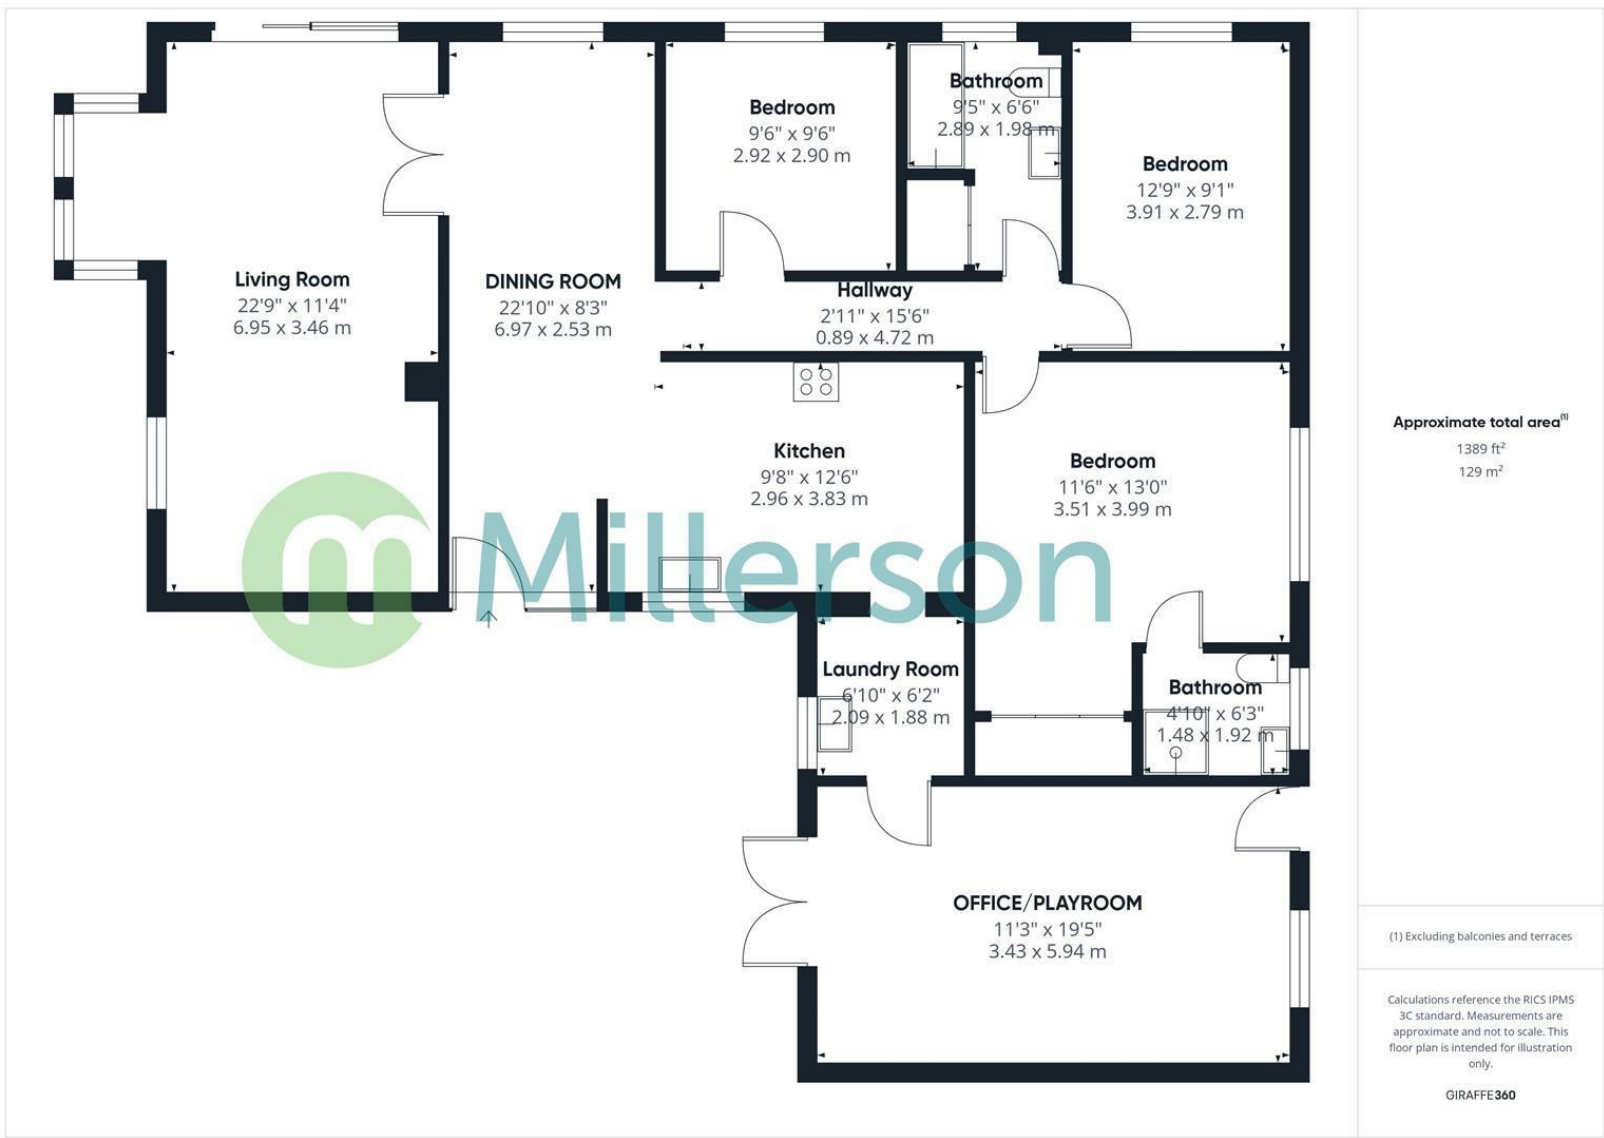 Bedroom
9'6" x 9'6"
2.92 x 2.90 m
Bathroom
9'5" x 6'6"
2.89 x 1.98 m
Bedroom
12'9" x 9'1"
3.91 x 2.79 m
Living Room
22'9" x 11'4"
6.95 x 3.46 m
DINING ROOM
22'10" x 8'3"
6.97 x 2.53 m
Hallway
2'11" x 15'6"
0.89 x 4.72 m
Kitchen
9'8" x 12'6"
2.96 x 3.83 m
Bedroom
11'6" x 13'0"
3.51 x 3.99 m
m Millerson
Laundry Room
6'10" x 6'2"
2.09 x 1.88 m
Bathroom
4'10" x 6'3"
1.48 x 1.92 m
OFFICE/PLAYROOM
11'3" x 19'5"
3.43 x 5.94 m
Approximate total area(1)
1389 ft²
129 m²
(1) Excluding balconies and terraces
Calculations reference the RICS IPMS
3C standard. Measurements are
approximate and not to scale. This
floor plan is intended for illustration
only.
GIRAFFE360